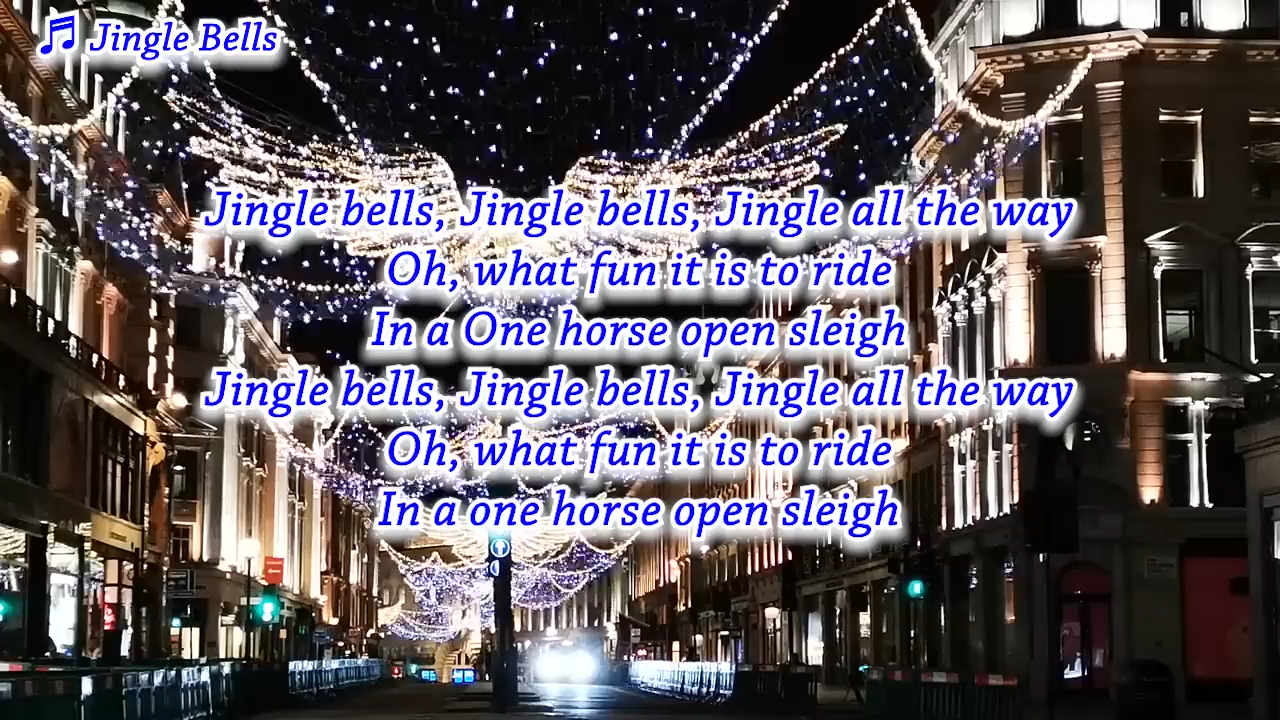 🎵 Jingle Bells
Jingle bells, Jingle bells, Jingle all the way
Oh, what fun it is to ride
In a One horse open sleigh
Jingle bells, Jingle bells, Jingle all the way
Oh, what fun it is to ride
In a one horse open sleigh